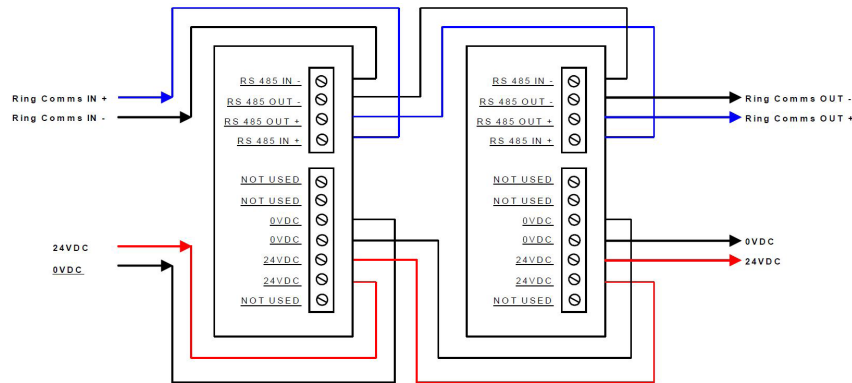 Ring Comms IN +
Ring Comms IN -
24VDC
0VDC
RS 485 IN -
RS 485 OUT -
RS 485 OUT +
RS 485 IN +
NOT USED
NOT USED
0VDC
0VDC
24VDC
24VDC
NOT USED
RS 485 IN -
RS 485 OUT -
RS 485 OUT +
RS 485 IN +
NOT USED
NOT USED
0VDC
0VDC
24VDC
24VDC
NOT USED
Ring Comms OUT -
Ring Comms OUT +
0VDC
24VDC